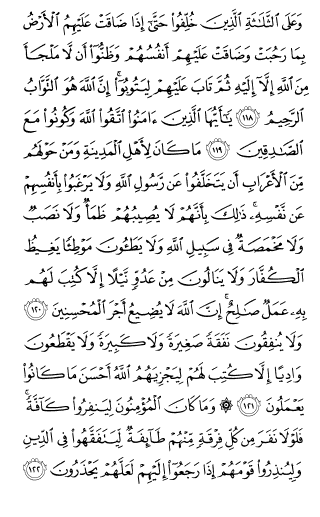 وَعَلَى ٱلثَّلَٰثَةِ ٱلَّذِينَ خُلِّفُوا۟ حَتَّىٰٓ إِذَا ضَاقَتْ عَلَيْهِمُ ٱلْأَرْضُ
بِمَا رَحُبَتْ وَضَاقَتْ عَلَيْهِمْ أَنفُسُهُمْ وَظَنُّوٓا۟ أَن لَّا مَلْجَأَ
مِنَ ٱللَّهِ إِلَّآ إِلَيْهِ ثُمَّ تَابَ عَلَيْهِمْ لِيَتُوبُوٓا۟ ۚ إِنَّ ٱللَّهَ هُوَ ٱلتَّوَّابُ
ٱلرَّحِيمُ ١١٨ يَٰٓأَيُّهَا ٱلَّذِينَ ءَامَنُوا۟ ٱتَّقُوا۟ ٱللَّهَ وَكُونُوا۟ مَعَ
ٱلصَّٰدِقِينَ ١١٩ مَا كَانَ لِأَهْلِ ٱلْمَدِينَةِ وَمَنْ حَوْلَهُم
مِّنَ ٱلْأَعْرَابِ أَن يَتَخَلَّفُوا۟ عَن رَّسُولِ ٱللَّهِ وَلَا يَرْغَبُوا۟ بِأَنفُسِهِمْ
عَن نَّفْسِهِۦ ۚ ذَٰلِكَ بِأَنَّهُمْ لَا يُصِيبُهُمْ ظَمَأٌ وَلَا نَصَبٌ
وَلَا مَخْمَصَةٌ فِى سَبِيلِ ٱللَّهِ وَلَا يَطَـُٔونَ مَوْطِئًا يَغِيظُ
ٱلْكُفَّارَ وَلَا يَنَالُونَ مِنْ عَدُوٍّ نَّيْلًا إِلَّا كُتِبَ لَهُم
بِهِۦ عَمَلٌ صَٰلِحٌ ۚ إِنَّ ٱللَّهَ لَا يُضِيعُ أَجْرَ ٱلْمُحْسِنِينَ ١٢٠
وَلَا يُنفِقُونَ نَفَقَةً صَغِيرَةً وَلَا كَبِيرَةً وَلَا يَقْطَعُونَ
وَادِيًا إِلَّا كُتِبَ لَهُمْ لِيَجْزِيَهُمُ ٱللَّهُ أَحْسَنَ مَا كَانُوا۟
يَعْمَلُونَ ١٢١ ۞ وَمَا كَانَ ٱلْمُؤْمِنُونَ لِيَنفِرُوا۟ كَآفَّةً ۚ
فَلَوْلَا نَفَرَ مِن كُلِّ فِرْقَةٍ مِّنْهُمْ طَآئِفَةٌ لِّيَتَفَقَّهُوا۟ فِى ٱلدِّينِ
وَلِيُنذِرُوا۟ قَوْمَهُمْ إِذَا رَجَعُوٓا۟ إِلَيْهِمْ لَعَلَّهُمْ يَحْذَرُونَ ١٢٢